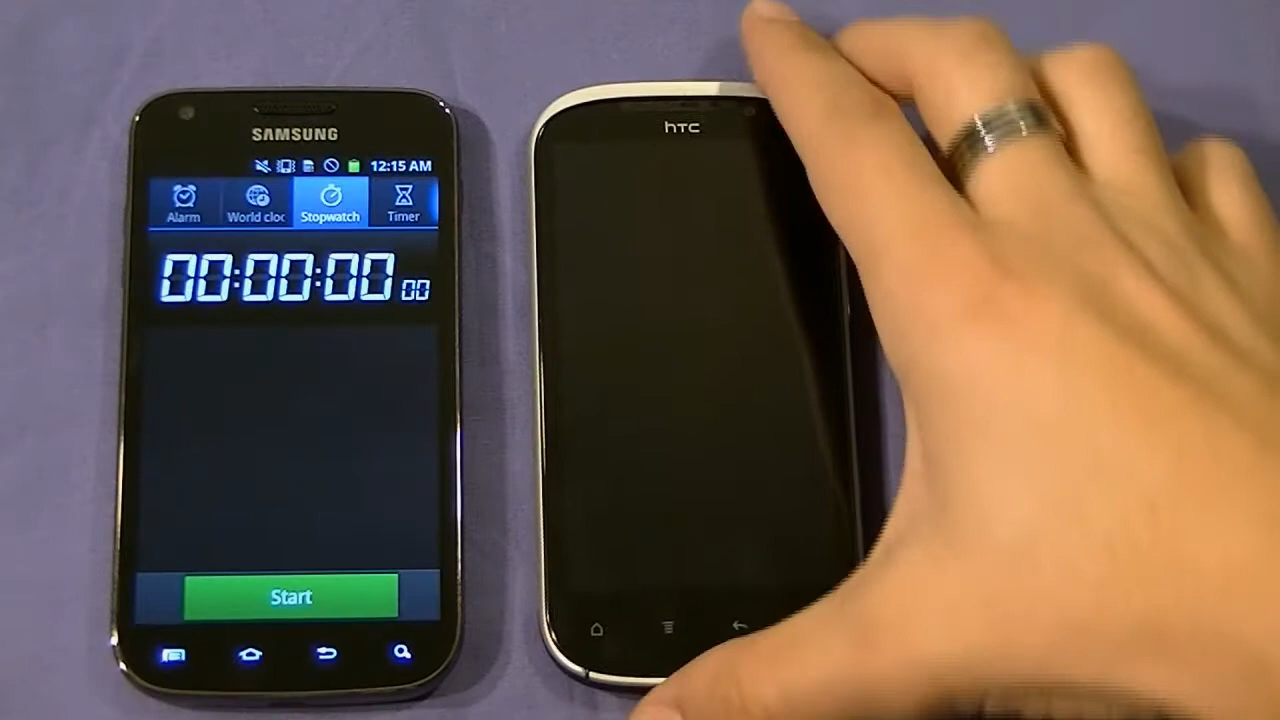 SAMSUNG
12:15 AM
Alarm
World cloc
Stopwatch
Timer
00:00:00 00
Start
hTC